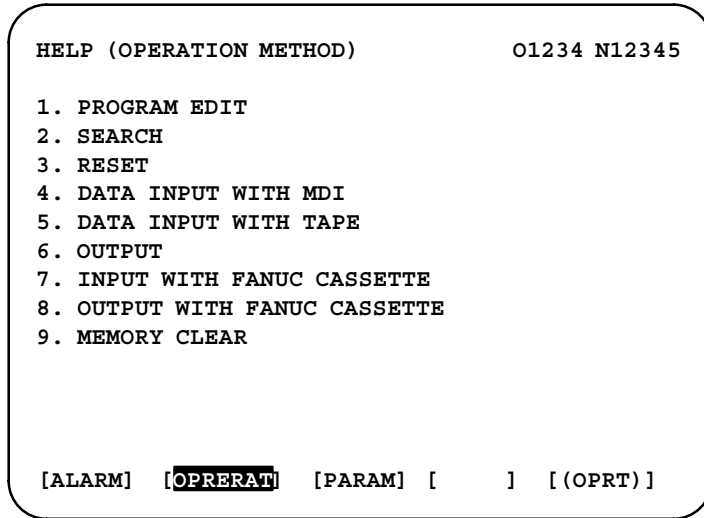 HELP (OPERATION METHOD) O1234 N12345
1. PROGRAM EDIT
2. SEARCH
3. RESET
4. DATA INPUT WITH MDI
5. DATA INPUT WITH TAPE
6. OUTPUT
7. INPUT WITH FANUC CASSETTE
8. OUTPUT WITH FANUC CASSETTE
9. MEMORY CLEAR
[ALARM] [OPRERAT] [PARAM] [ ] [(OPRT)]